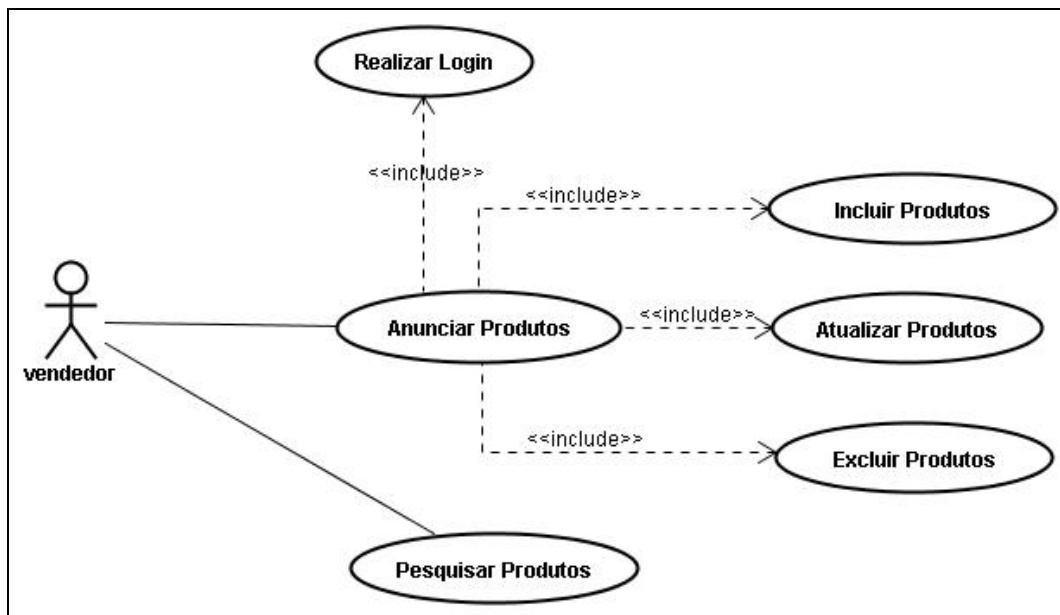 Realizar Login
<<include>>
<<include>>
Incluir Produtos
vendedor
Anunciar Produtos
<<include>>
Atualizar Produtos
<<include>>
Excluir Produtos
Pesquisar Produtos